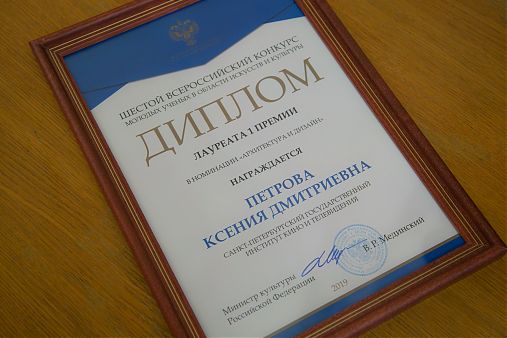 ШЕСТОЙ ВСЕРОССИЙСКИЙ КОНКУРС
МОЛОДЫХ УЧЕНЫХ В ОБЛАСТИ ИСКУССТВ И КУЛЬТУРЫ
ДИПЛОМ
ЛАУРЕАТА 1 ПРЕМИИ
В НОМИНАЦИИ «АРХИТЕКТУРА И ДИЗАЙН»
НАГРАЖДАЕТСЯ
ПЕТРОВА
КСЕНИЯ ДМИТРИЕВНА
САНКТ-ПЕТЕРБУРГСКИЙ ГОСУДАРСТВЕННЫЙ
ИНСТИТУТ КИНО И ТЕЛЕВИДЕНИЯ
Министр культуры
Российской Федерации
В. Р. Мединский
2019